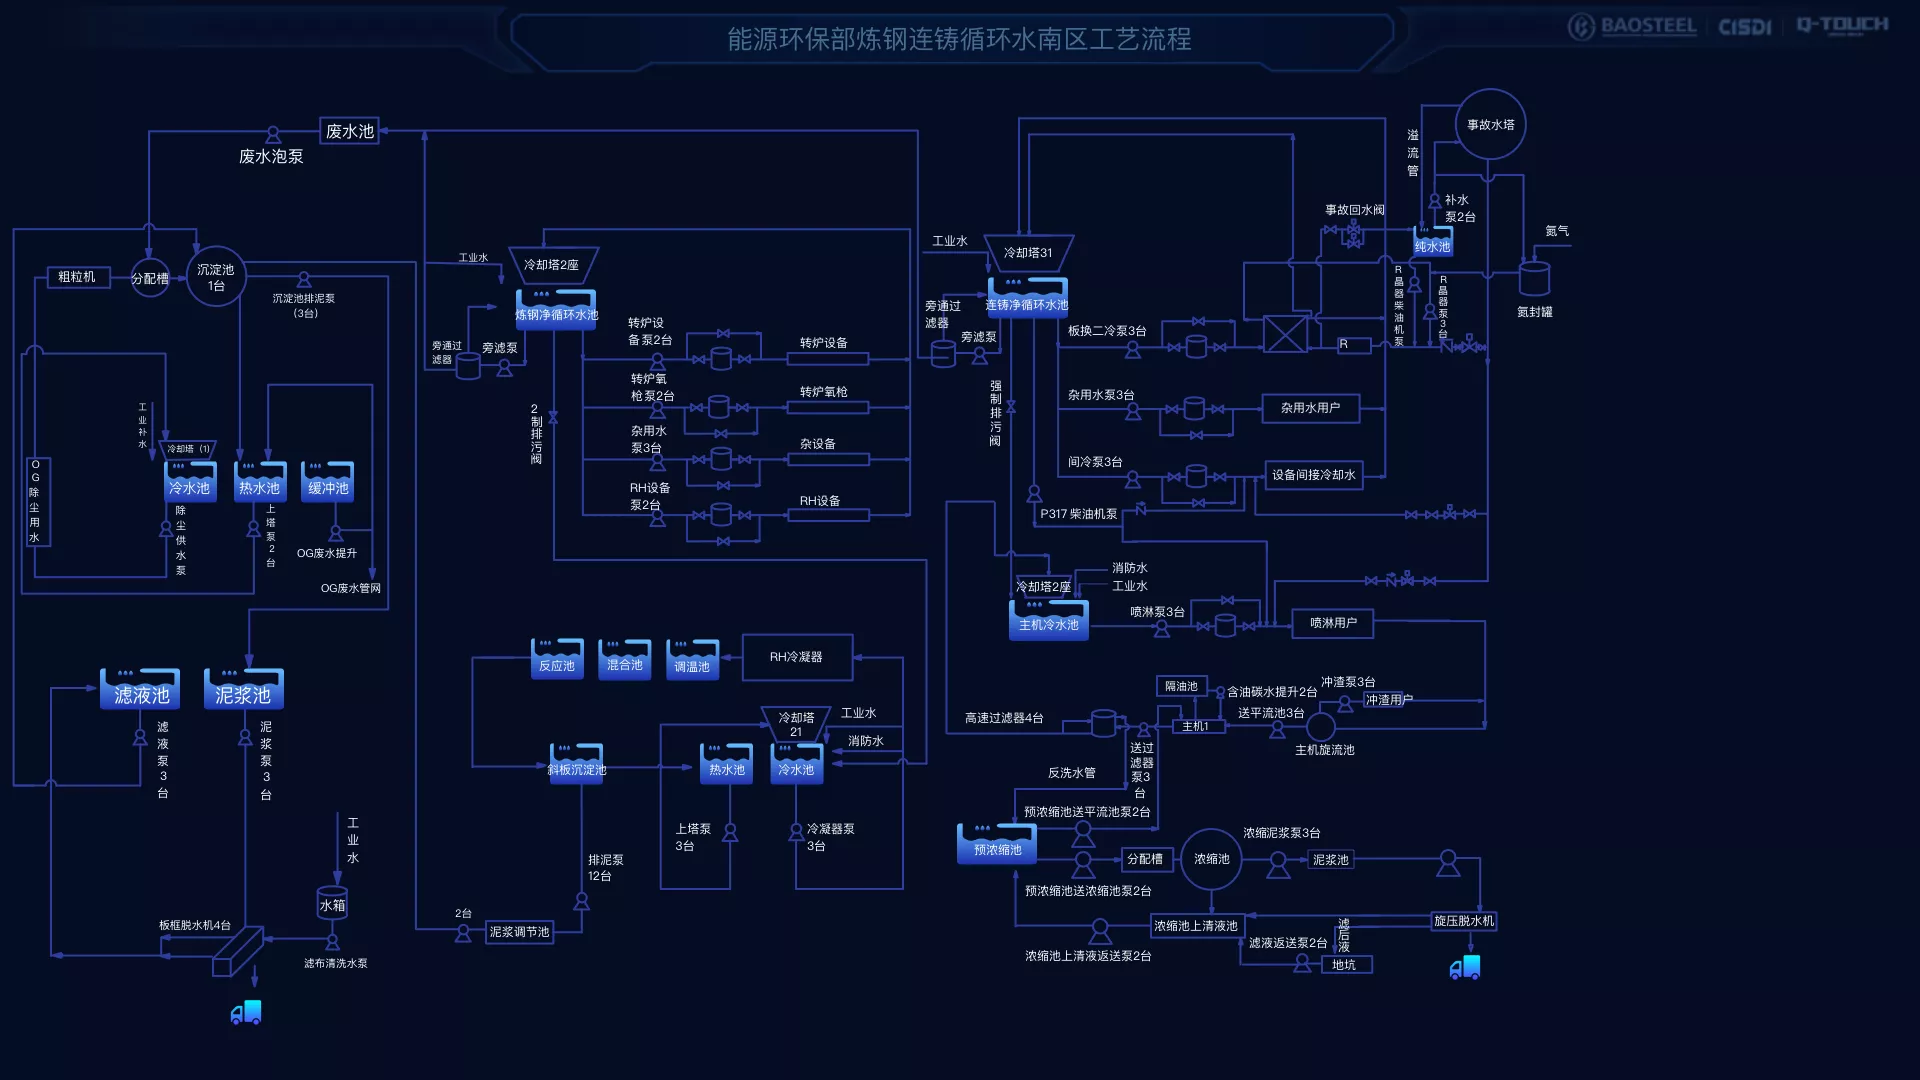 能源环保部炼钢连铸循环水南区工艺流程
BAOSTEEL
CISDI
Q-TOUCH
废水池
废水泡泵
粗粒机
分配槽
沉淀池
1台
沉淀池排泥泵
(3台)
工业水
冷却塔2座
炼钢净循环水池
旁通过
滤器
旁滤泵
转炉设
备泵2台
转炉设备
转炉氧
枪泵2台
转炉氧枪
杂用水
泵3台
杂设备
RH设备
泵2台
RH设备
2制排污阀
工业补水
冷却塔（1)
冷水池
热水池
缓冲池
OG除尘用水
除尘供水泵
上塔泵2台
OG废水提升
OG废水管网
滤液池
泥浆池
滤液泵3台
泥浆泵3台
工业水
水箱
板框脱水机4台
滤布清洗水泵
反应池
混合池
调温池
RH冷凝器
冷却塔
21
工业水
消防水
斜板沉淀池
热水池
冷水池
上塔泵
3台
冷凝器泵
3台
排泥泵
12台
2台
泥浆调节池
工业水
冷却塔31
连铸净循环水池
旁通过
滤器
旁滤泵
强制排污阀
板换二冷泵3台
R
杂用水泵3台
杂用水用户
间冷泵3台
设备间接冷却水
P317 柴油机泵
事故水塔
溢流管
补水
泵2台
事故回水阀
纯水池
氮气
氮封罐
R晶器柴油机泵
R晶器泵3台
消防水
工业水
冷却塔2座
主机冷水池
喷淋泵3台
喷淋用户
隔油池
含油碳水提升2台
冲渣泵3台
冲渣用户
高速过滤器4台
主机1
送平流池3台
主机旋流池
送过
滤器
泵3
台
反洗水管
预浓缩池送平流池泵2台
预浓缩池
预浓缩池送浓缩池泵2台
分配槽
浓缩池
浓缩泥浆泵3台
泥浆池
浓缩池上清液池
浓缩池上清液返送泵2台
滤液返送泵2台
滤后液
地坑
旋压脱水机